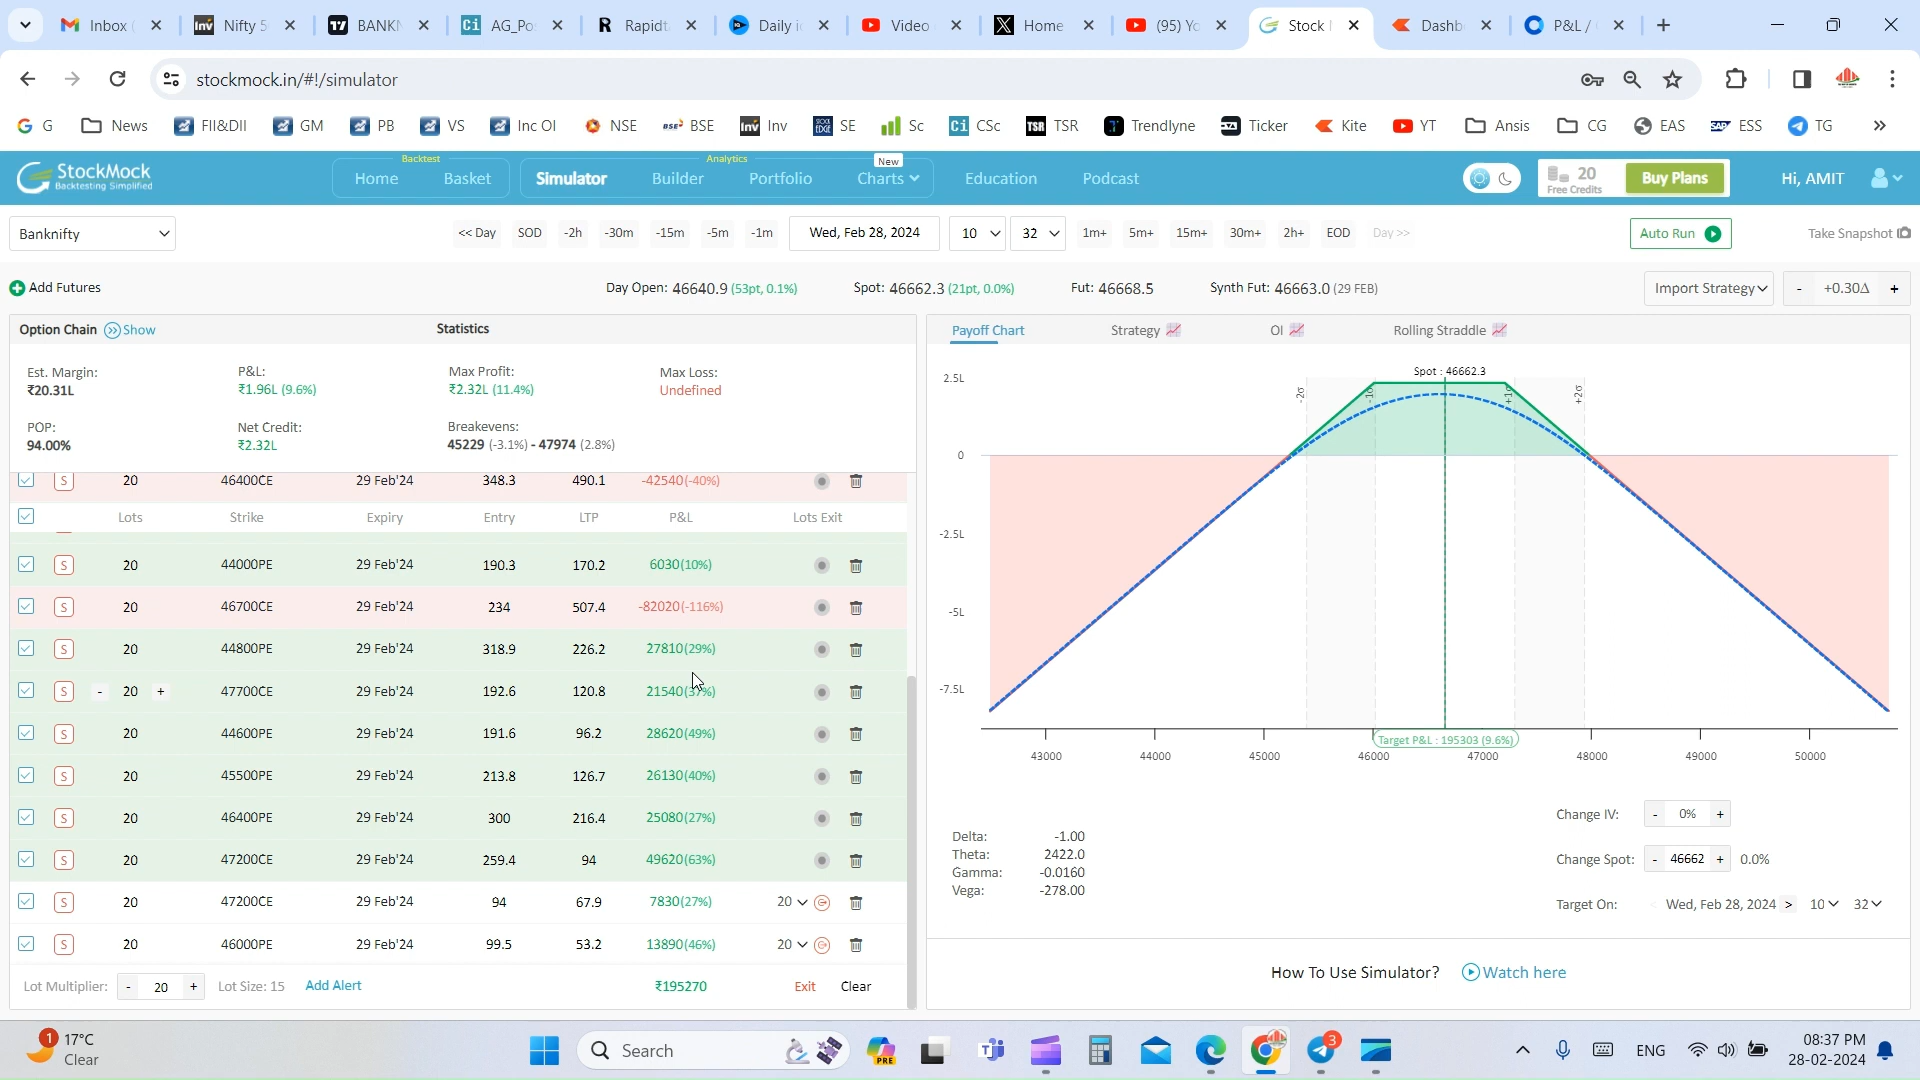 Inbox ( Nifty 5 BANKN AG_Po: Rapidt Daily i Video Home (95) Yo Stock Dashb P&L / (
stockmock.in/#!/simulator
G News FII&DII GM PB VS Inc OI NSE BSE Inv SE Sc CSc TSR Trendlyne Ticker Kite YT Ansis CG EAS ESS TG
StockMock
Backtesting Simplified
Backtest Analytics New
Home Basket Simulator Builder Portfolio Charts Education Podcast
20
Free Credits
Buy Plans
Hi, AMIT
Banknifty << Day SOD -2h -30m -15m -5m -1m Wed, Feb 28, 2024 10 32 1m+ 5m+ 15m+ 30m+ 2h+ EOD Day >> Auto Run Take Snapshot
Add Futures Day Open: 46640.9 (53pt, 0.1%) Spot: 46662.3 (21pt, 0.0%) Fut: 46668.5 Synth Fut: 46663.0 (29 FEB) Import Strategy - +0.30Δ +
Option Chain Show Statistics
Est. Margin: P&L: Max Profit: Max Loss:
₹20.31L ₹1.96L (9.6%) ₹2.32L (11.4%) Undefined
POP: Net Credit: Breakevens:
94.00% ₹2.32L 45229 (-3.1%) - 47974 (2.8%)
S 20 46400CE 29 Feb'24 348.3 490.1 -42540(-40%)
Lots Strike Expiry Entry LTP P&L Lots Exit
S 20 44000PE 29 Feb'24 190.3 170.2 6030(10%)
S 20 46700CE 29 Feb'24 234 507.4 -82020(-116%)
S 20 44800PE 29 Feb'24 318.9 226.2 27810(29%)
S - 20 + 47700CE 29 Feb'24 192.6 120.8 21540(37%)
S 20 44600PE 29 Feb'24 191.6 96.2 28620(49%)
S 20 45500PE 29 Feb'24 213.8 126.7 26130(40%)
S 20 46400PE 29 Feb'24 300 216.4 25080(27%)
S 20 47200CE 29 Feb'24 259.4 94 49620(63%)
S 20 47200CE 29 Feb'24 94 67.9 7830(27%) 20
S 20 46000PE 29 Feb'24 99.5 53.2 13890(46%) 20
Lot Multiplier: - 20 + Lot Size: 15 Add Alert ₹195270 Exit Clear
Payoff Chart Strategy OI Rolling Straddle
Spot : 46662.3
2.5L
-2σ -1σ +1σ +2σ
0
-2.5L
-5L
-7.5L
Target P&L : 195303 (9.6%)
43000 44000 45000 46000 47000 48000 49000 50000
Delta: -1.00
Theta: 2422.0
Gamma: -0.0160
Vega: -278.00
Change IV: - 0% +
Change Spot: - 46662 + 0.0%
Target On: < Wed, Feb 28, 2024 > 10 32
How To Use Simulator? Watch here
1
17°C
Clear
Search
PRE
3
ENG
08:37 PM
28-02-2024